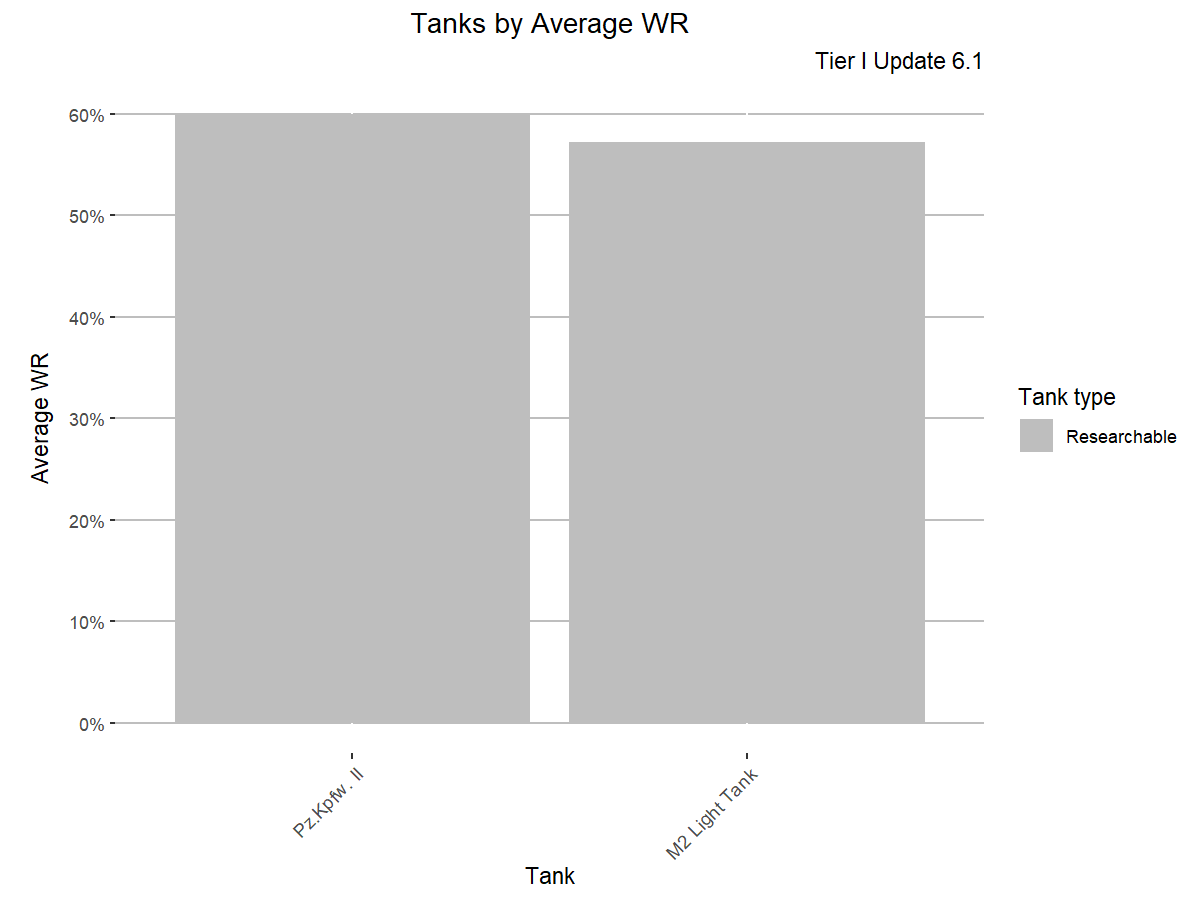 Tanks by Average WR
Tier I Update 6.1
60%
50%
40%
30%
20%
10%
0%
Average WR
Pz.Kpfw. II
M2 Light Tank
Tank
Tank type
Researchable